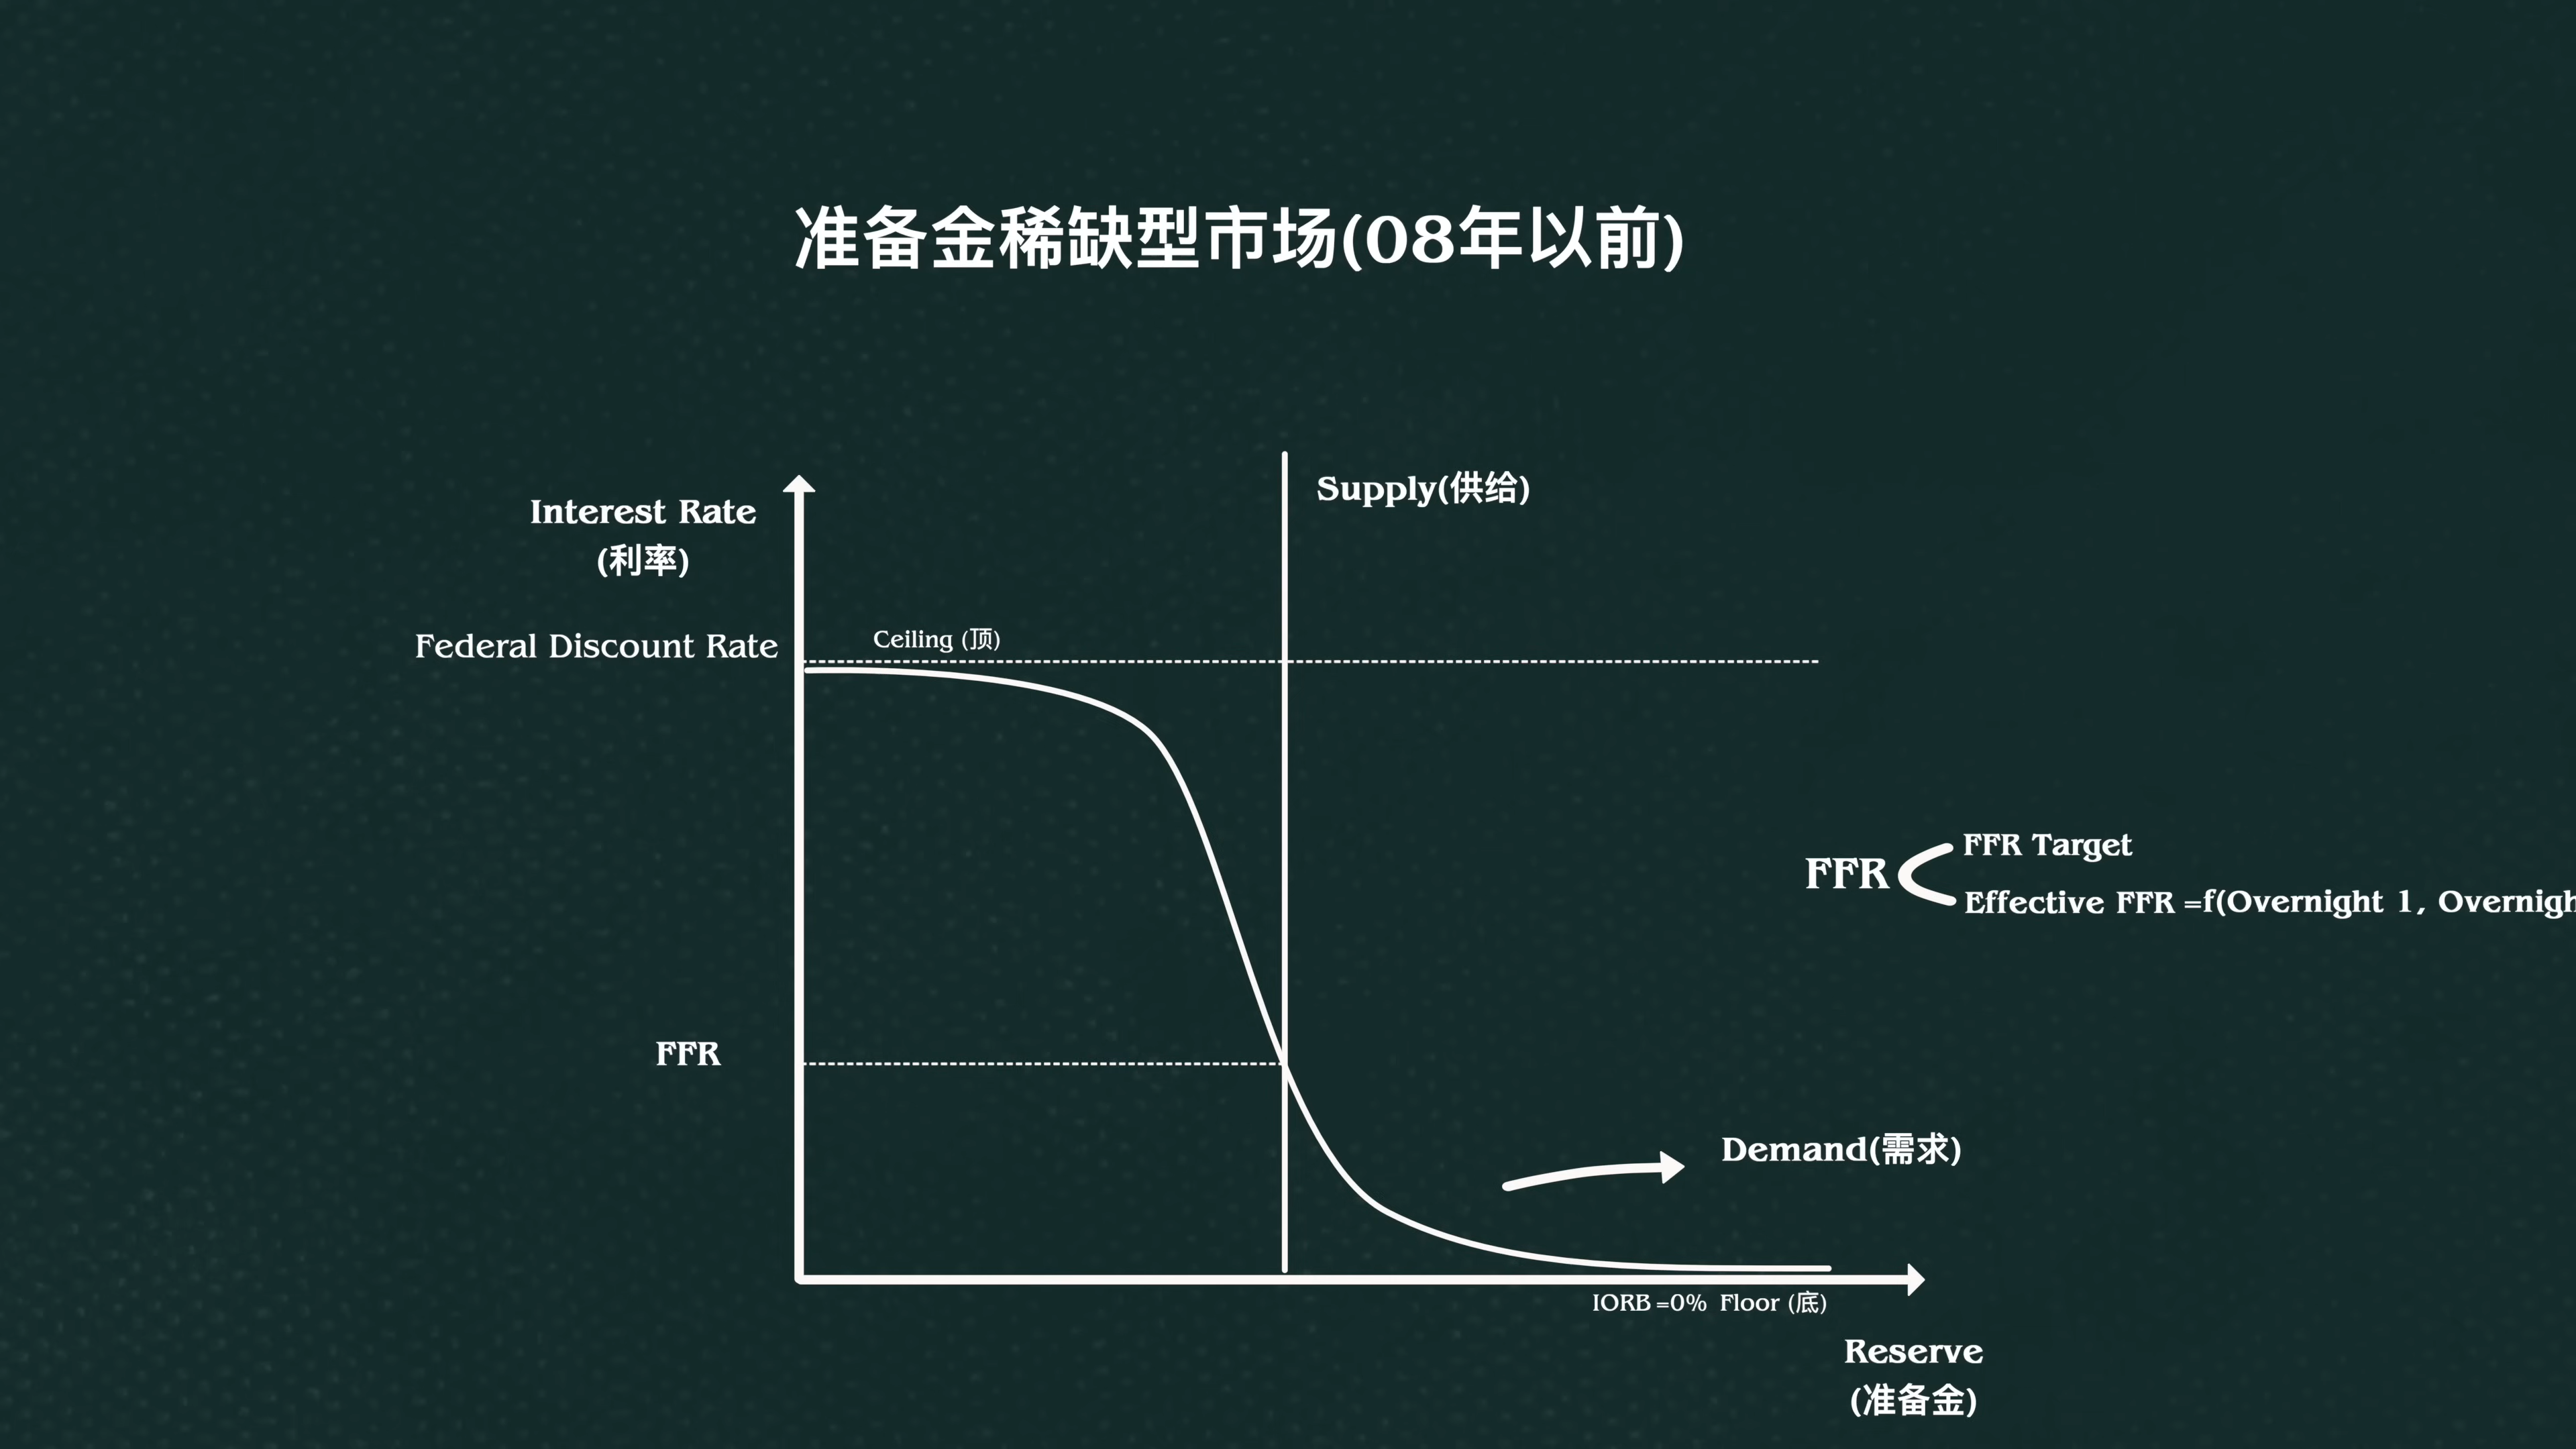 准备金稀缺型市场(08年以前)
Supply(供给)
Interest Rate
(利率)
Federal Discount Rate
Ceiling (顶)
FFR
FFR Target
Effective FFR =f(Overnight 1, Overnigh
FFR
Demand(需求)
IORB =0% Floor (底)
Reserve
(准备金)